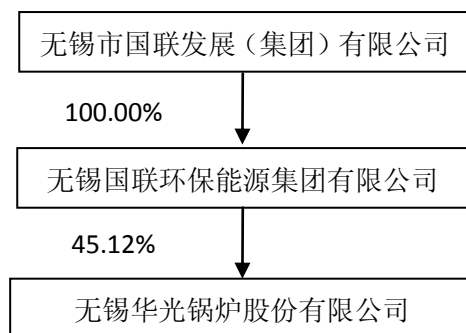 无锡市国联发展（集团）有限公司
100.00%
无锡国联环保能源集团有限公司
45.12%
无锡华光锅炉股份有限公司